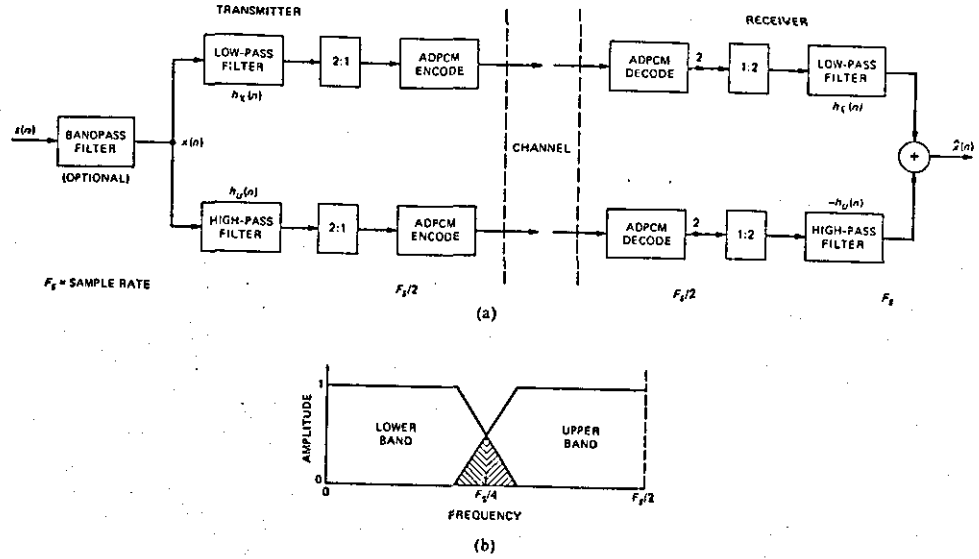 TRANSMITTER
(a)
RECEIVER
LOW-PASS FILTER
2:1
ADPCM ENCODE
ADPCM DECODE
2
1:2
LOW-PASS FILTER
s(n)
BANDPASS FILTER
(OPTIONAL)
x(n)
CHANNEL
+
h_U(n)
HIGH-PASS FILTER
2:1
ADPCM ENCODE
ADPCM DECODE
2
1:2
-h_U(n)
HIGH-PASS FILTER
F_s = SAMPLE RATE
F_s/2
F_s/2
F_s
(a)
AMPLITUDE
1
0
LOWER BAND
UPPER BAND
0
F_s/4
F_s/2
FREQUENCY
(b)